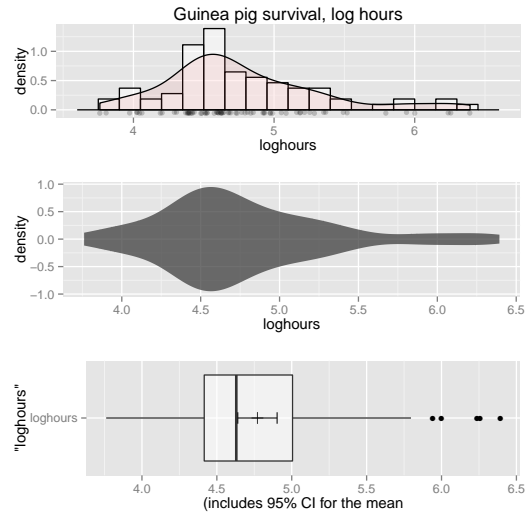 Guinea pig survival, log hours
density
1.0
0.5
0.0
4 5 6
loghours
density
1.0
0.5
0.0
−0.5
−1.0
4.0 4.5 5.0 5.5 6.0 6.5
loghours
"loghours"
loghours
4.0 4.5 5.0 5.5 6.0 6.5
(includes 95% CI for the mean